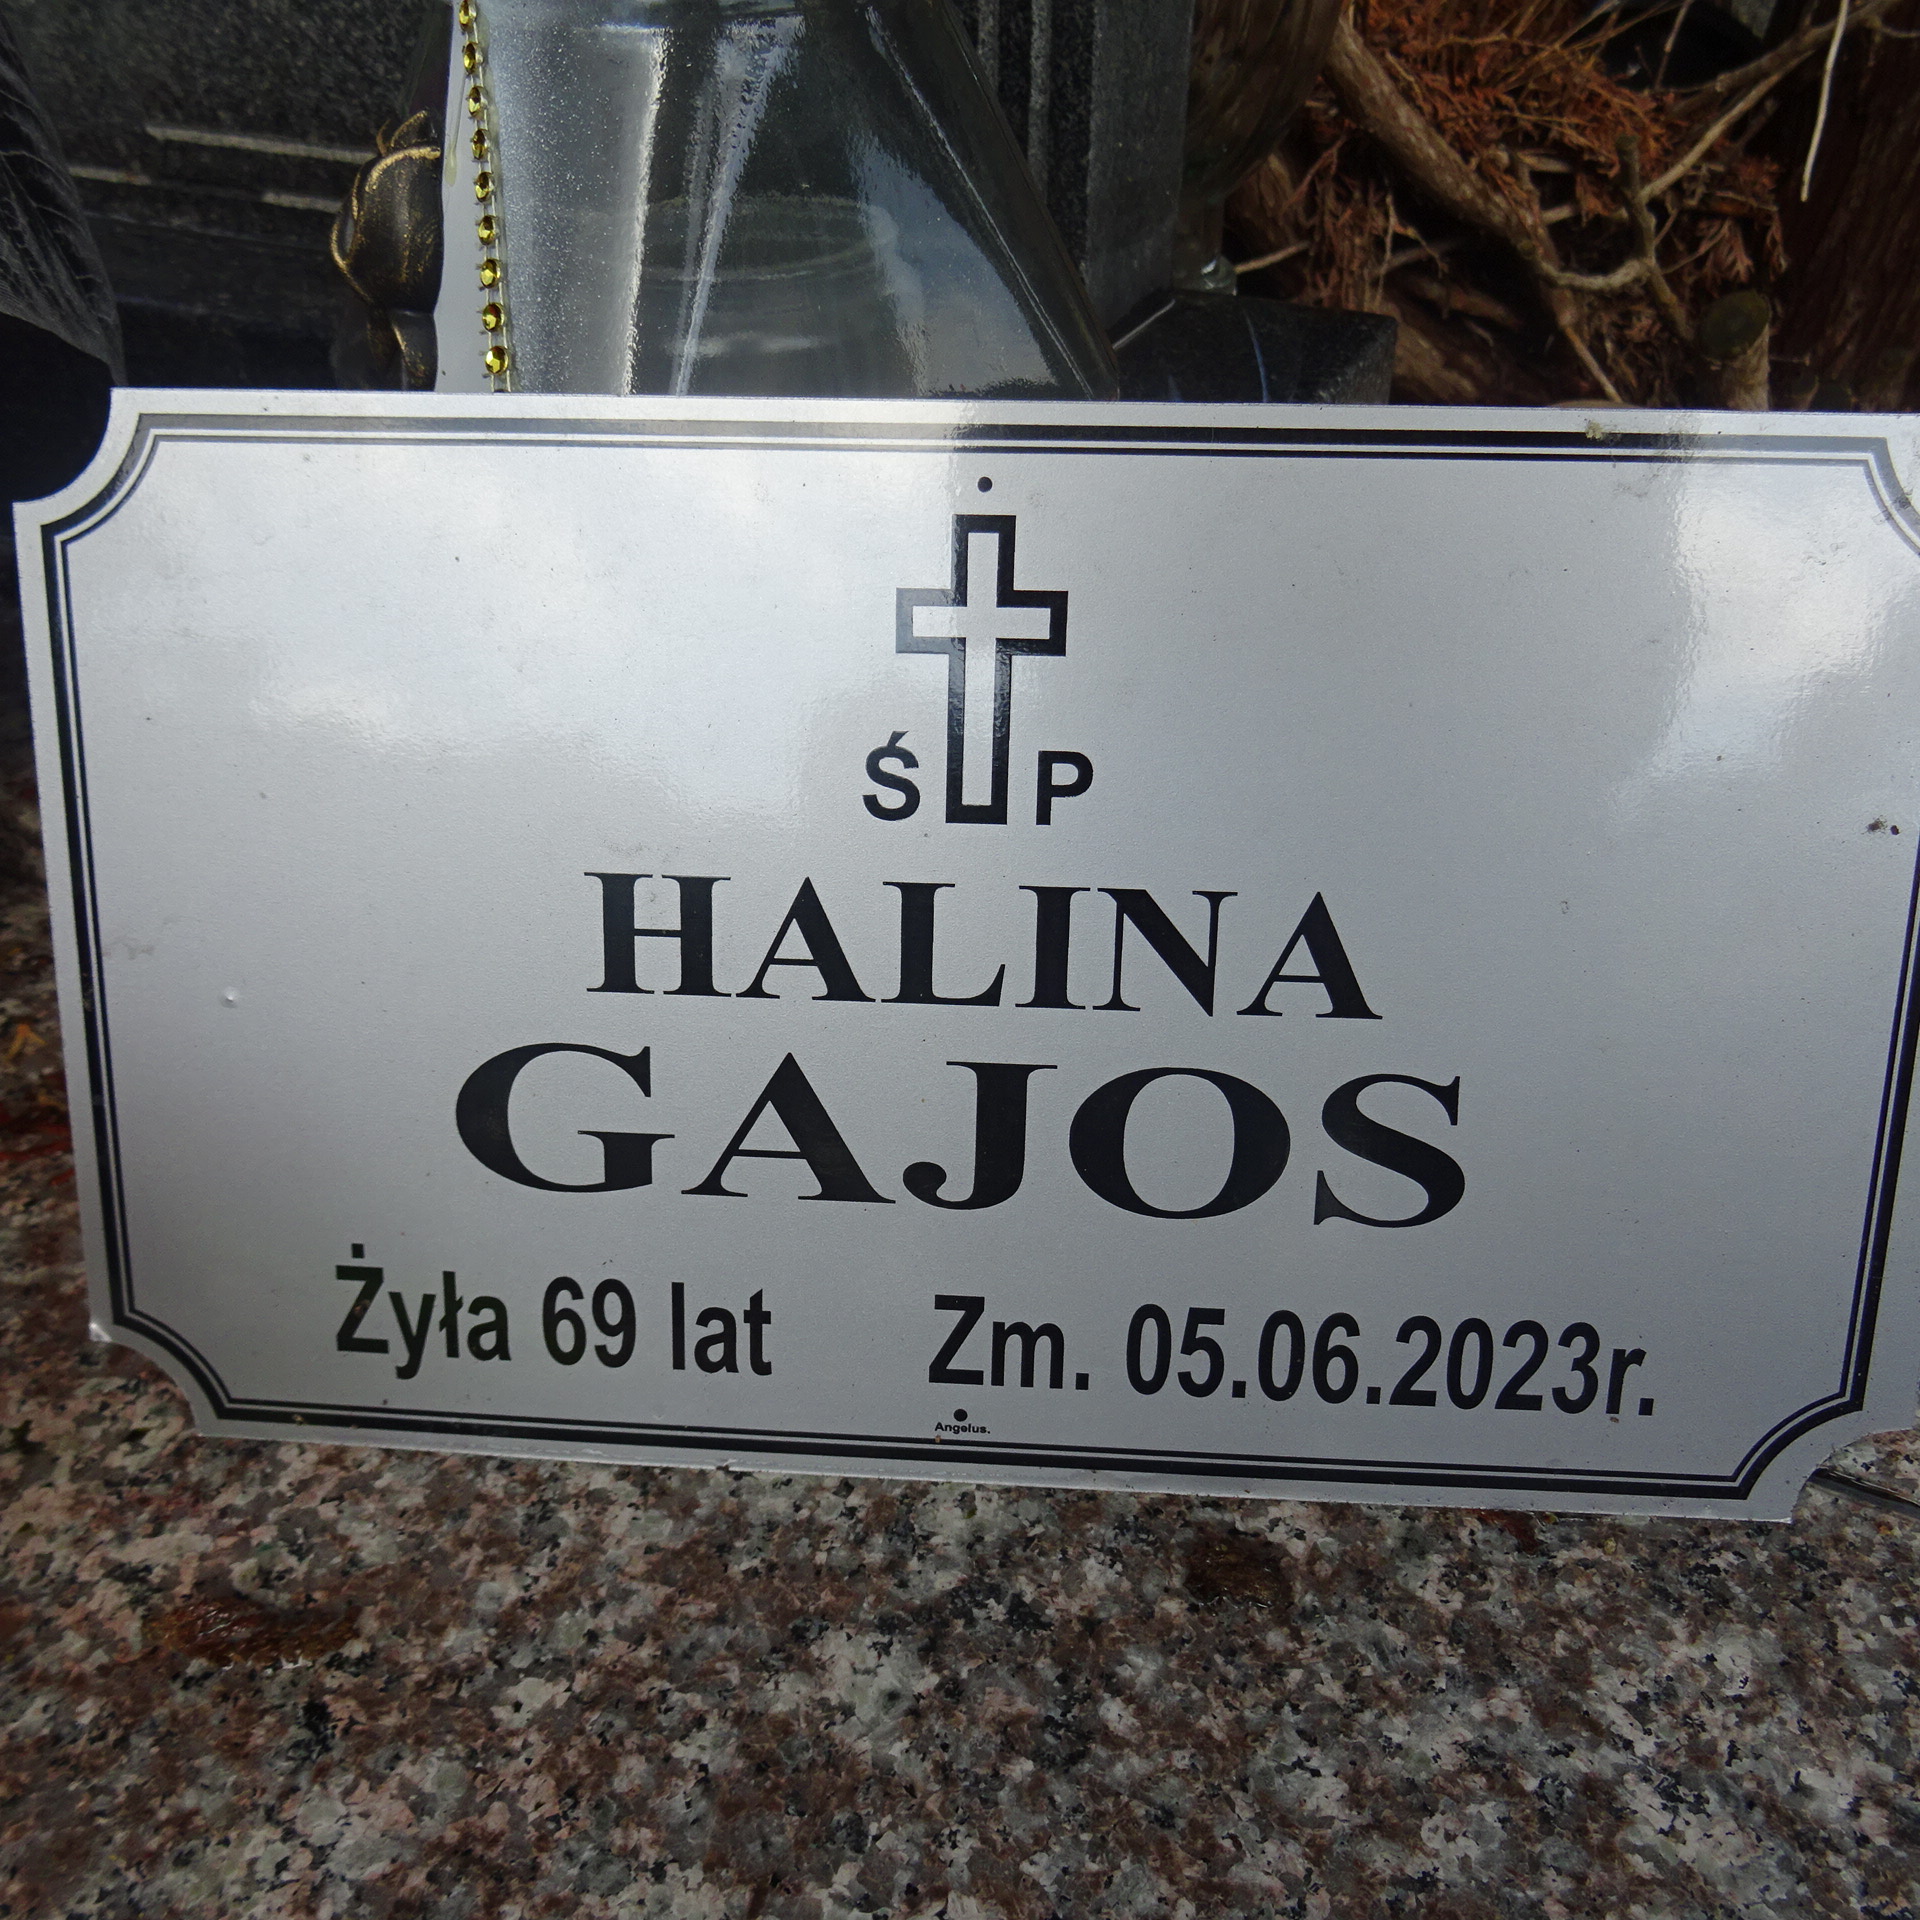 Ś P
HALINA
GAJOS
Żyła 69 lat Zm. 05.06.2023r.
Angelus.